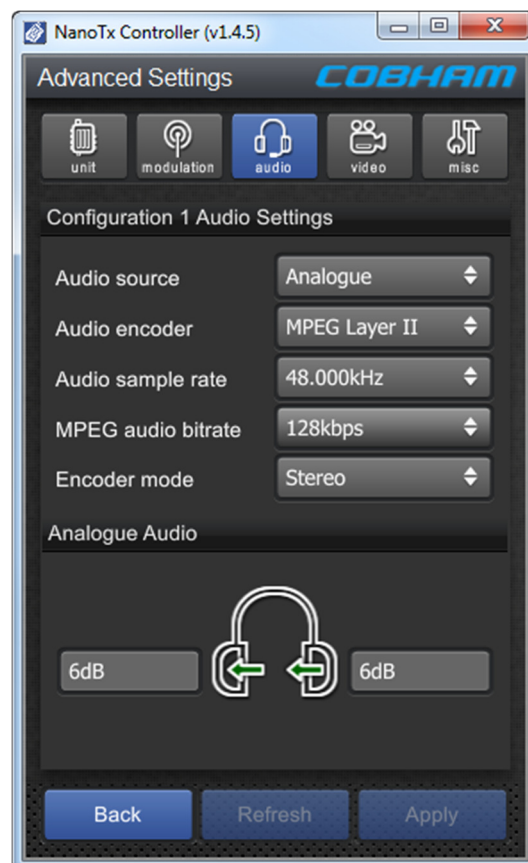 NanoTx Controller (v1.4.5)
Advanced Settings COBHAM
unit modulation audio video misc
Configuration 1 Audio Settings
Audio source Analogue
Audio encoder MPEG Layer II
Audio sample rate 48.000kHz
MPEG audio bitrate 128kbps
Encoder mode Stereo
Analogue Audio
6dB 6dB
Back Refresh Apply